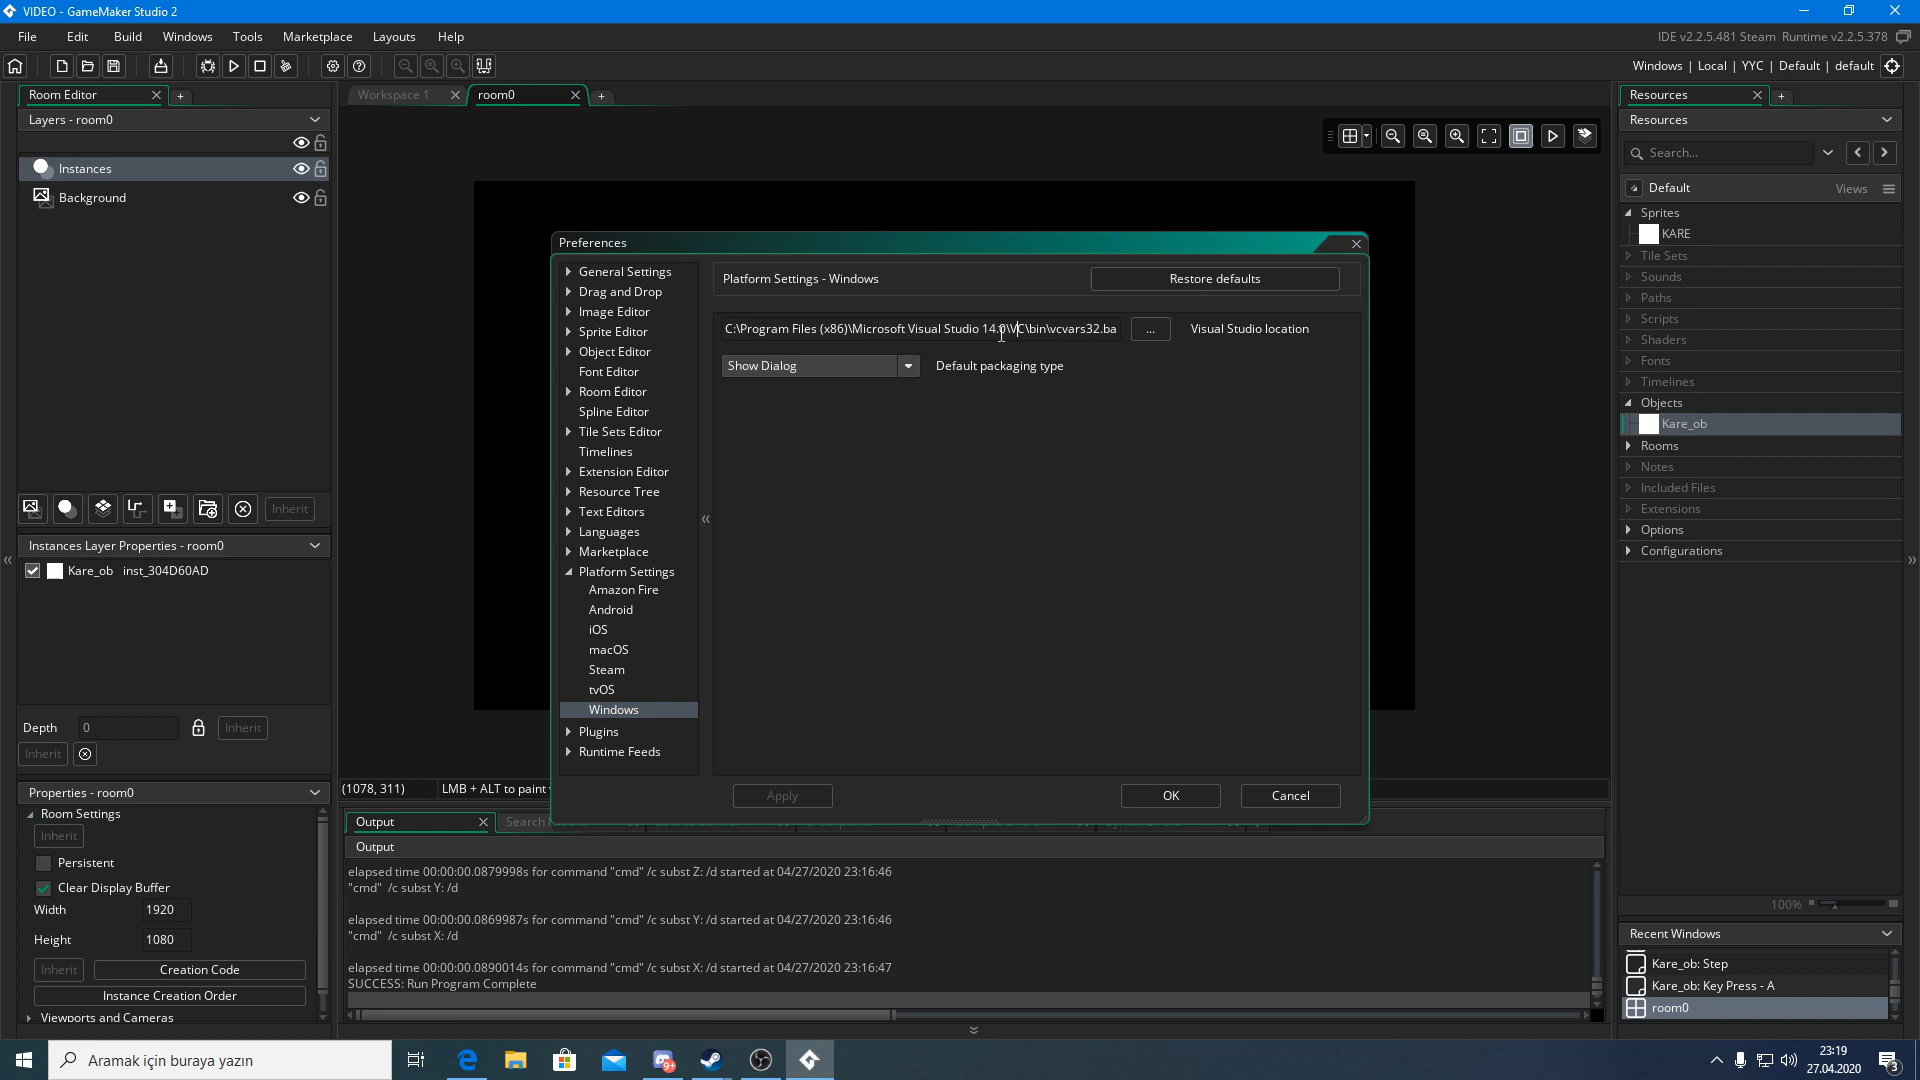 VIDEO - GameMaker Studio 2
File Edit Build Windows Tools Marketplace Layouts Help
IDE v2.2.5.481 Steam Runtime v2.2.5.378
Windows | Local | YYC | Default | default
Room Editor
Workspace 1
room0
Resources
Layers - room0
Resources
Search...
Instances
Background
Default
Views
Sprites
KARE
Tile Sets
Sounds
Paths
Scripts
Shaders
Fonts
Timelines
Objects
Kare_ob
Rooms
Notes
Included Files
Extensions
Options
Configurations
Preferences
General Settings
Drag and Drop
Image Editor
Sprite Editor
Object Editor
Font Editor
Room Editor
Spline Editor
Tile Sets Editor
Timelines
Extension Editor
Resource Tree
Text Editors
Languages
Marketplace
Platform Settings
Amazon Fire
Android
iOS
macOS
Steam
tvOS
Windows
Plugins
Runtime Feeds
Platform Settings - Windows
Restore defaults
C:\Program Files (x86)\Microsoft Visual Studio 14.0\VC\bin\vcvars32.ba
...
Visual Studio location
Show Dialog
Default packaging type
Apply
OK
Cancel
Inherit
Instances Layer Properties - room0
Kare_ob inst_304D60AD
Depth 0
Inherit
Inherit
Properties - room0
Room Settings
Inherit
Persistent
Clear Display Buffer
Width 1920
Height 1080
Inherit
Creation Code
Instance Creation Order
Viewports and Cameras
(1078, 311)
LMB + ALT to paint
Output
Search
Output
elapsed time 00:00:00.0879998s for command "cmd" /c subst Z: /d started at 04/27/2020 23:16:46
"cmd" /c subst Y: /d
elapsed time 00:00:00.0869987s for command "cmd" /c subst Y: /d started at 04/27/2020 23:16:46
"cmd" /c subst X: /d
elapsed time 00:00:00.0890014s for command "cmd" /c subst X: /d started at 04/27/2020 23:16:47
SUCCESS: Run Program Complete
100%
Recent Windows
Kare_ob: Step
Kare_ob: Key Press - A
room0
Aramak için buraya yazın
9+
23:19
27.04.2020
3